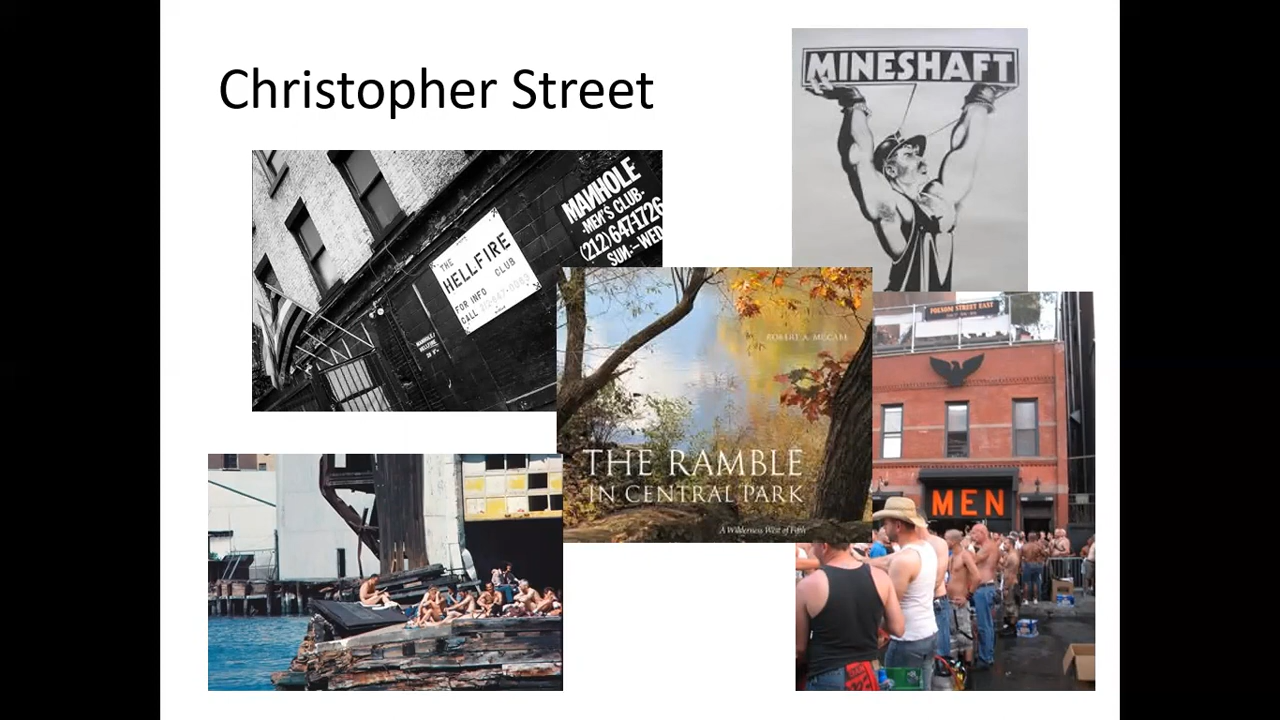 Christopher Street
MINESHAFT
MANHOLE
-MEN'S CLUB-
(212) 647-1726
SUN.-WED
THE
HELLFIRE
CLUB
FOR INFO
CALL
FOLSOM STREET EAST
ROBERT A. MCCABE
THE RAMBLE
IN CENTRAL PARK
A Wilderness West of Fifth
MEN